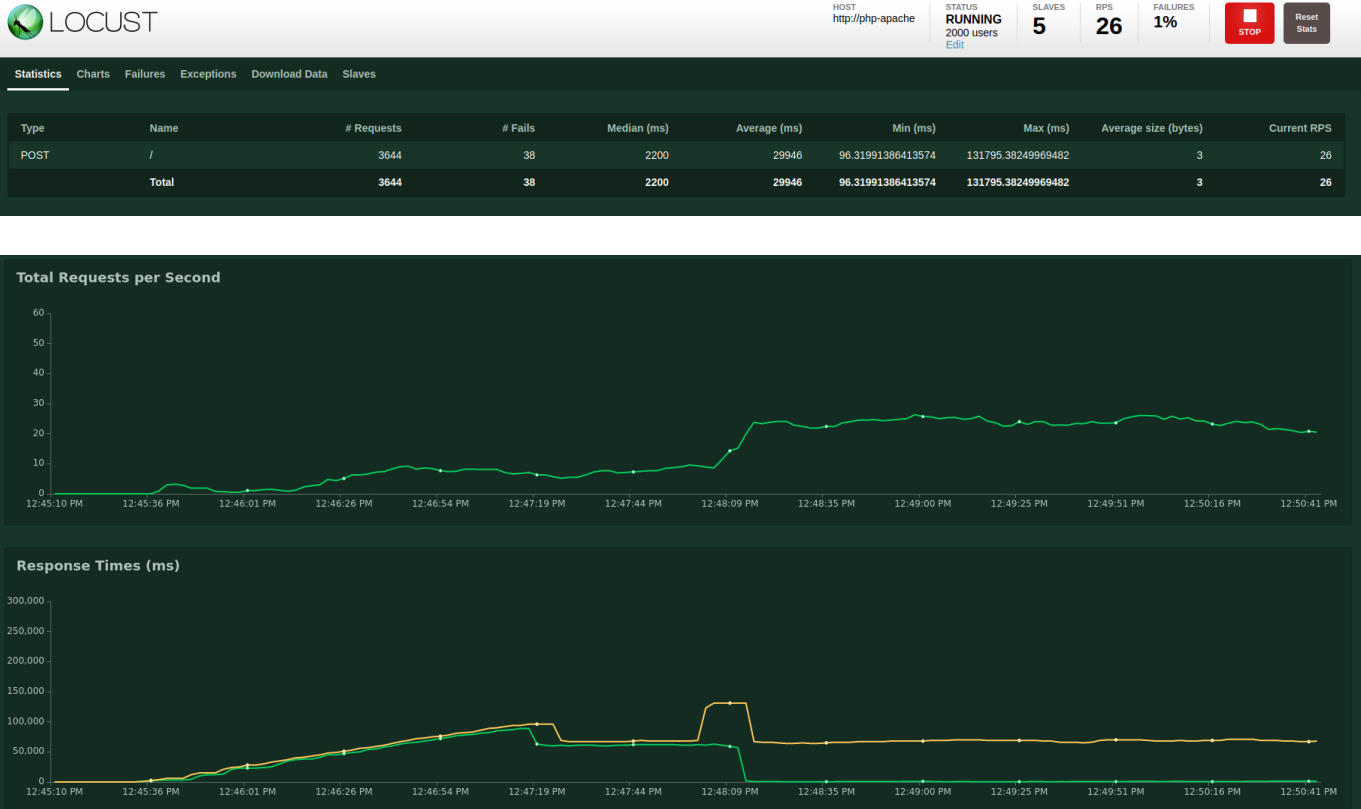 LOCUST
HOST
http://php-apache
STATUS
RUNNING
2000 users
Edit
SLAVES
5
RPS
26
FAILURES
1%
STOP
Reset
Stats
Statistics Charts Failures Exceptions Download Data Slaves
Type Name # Requests # Fails Median (ms) Average (ms) Min (ms) Max (ms) Average size (bytes) Current RPS
POST / 3644 38 2200 29946 96.31991386413574 131795.38249969482 3 26
Total 3644 38 2200 29946 96.31991386413574 131795.38249969482 3 26
Total Requests per Second
60
50
40
30
20
10
0
12:45:10 PM 12:45:36 PM 12:46:01 PM 12:46:26 PM 12:46:54 PM 12:47:19 PM 12:47:44 PM 12:48:09 PM 12:48:35 PM 12:49:00 PM 12:49:25 PM 12:49:51 PM 12:50:16 PM 12:50:41 PM
Response Times (ms)
300,000
250,000
200,000
150,000
100,000
50,000
0
12:45:10 PM 12:45:36 PM 12:46:01 PM 12:46:26 PM 12:46:54 PM 12:47:19 PM 12:47:44 PM 12:48:09 PM 12:48:35 PM 12:49:00 PM 12:49:25 PM 12:49:51 PM 12:50:16 PM 12:50:41 PM